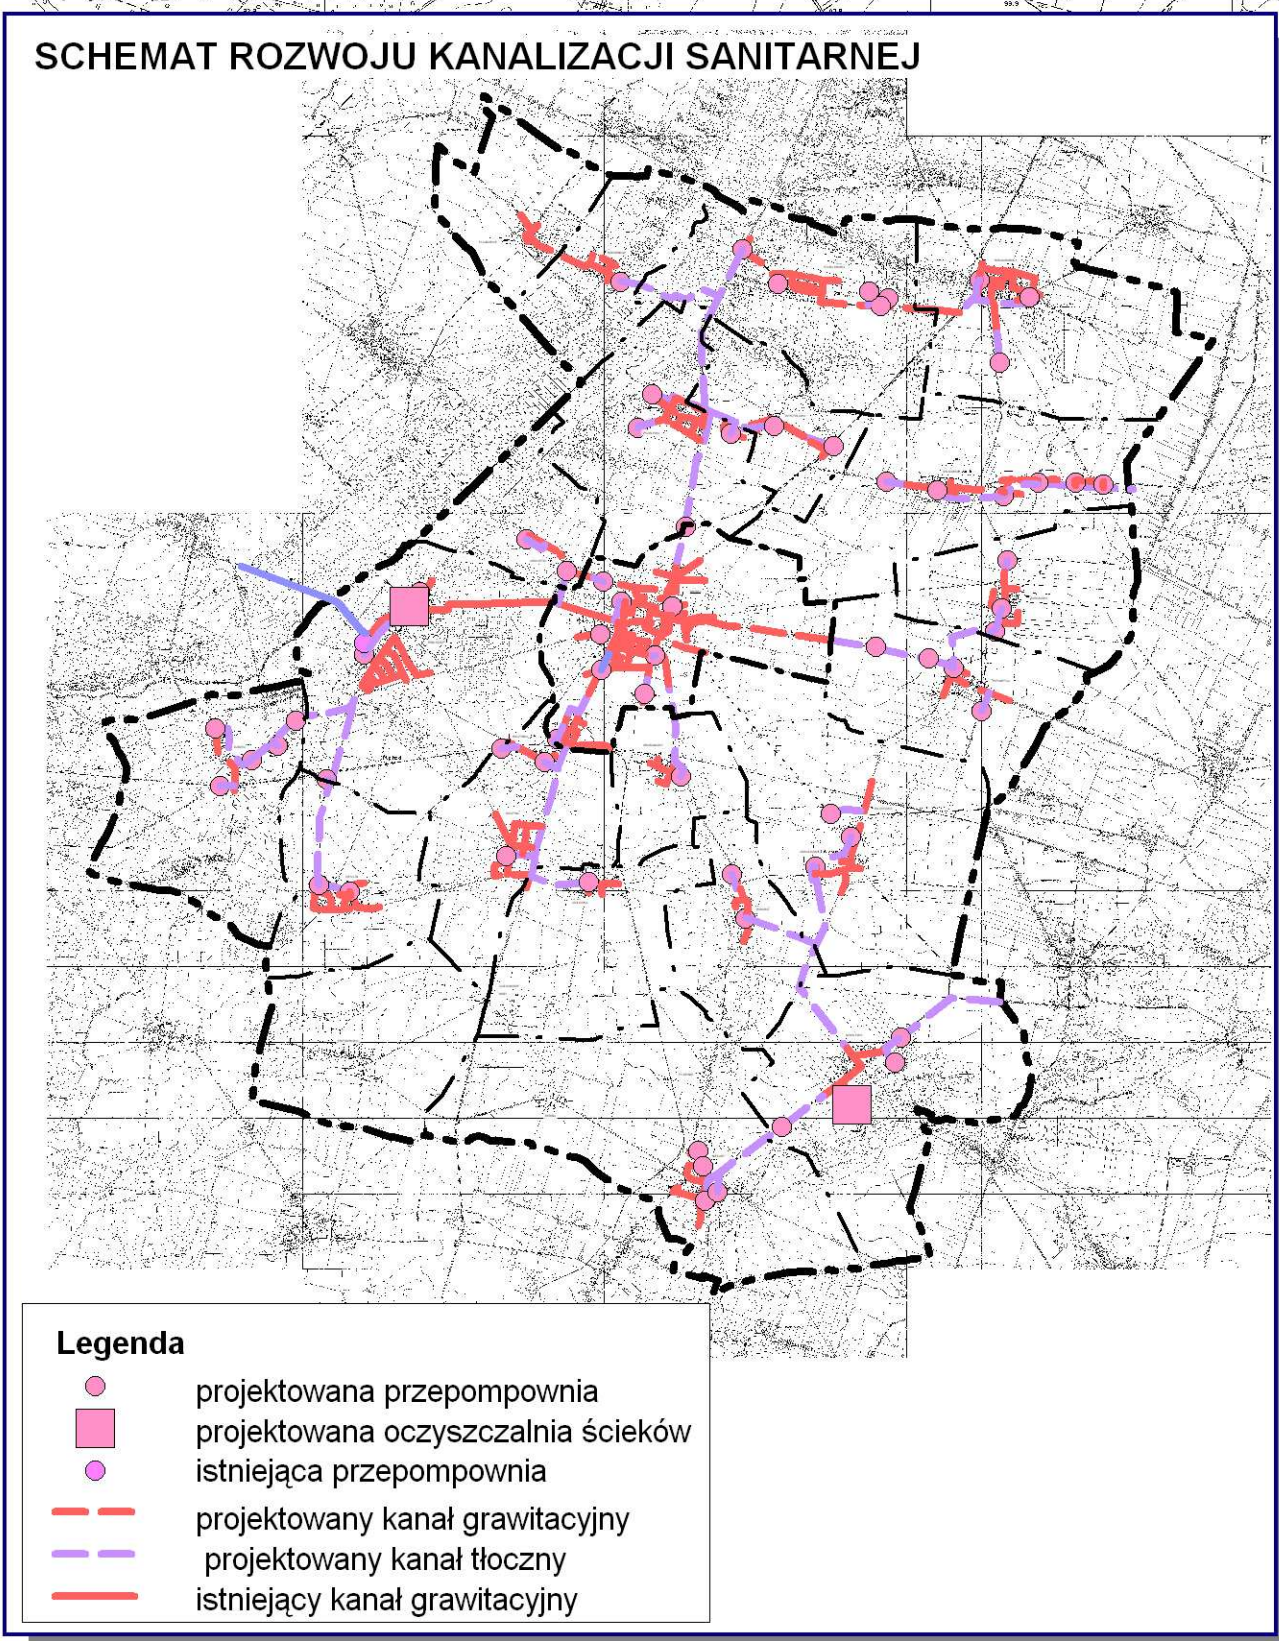 SCHEMAT ROZWOJU KANALIZACJI SANITARNEJ
Legenda
projektowana przepompownia
projektowana oczyszczalnia ścieków
istniejąca przepompownia
projektowany kanał grawitacyjny
projektowany kanał tłoczny
istniejący kanał grawitacyjny